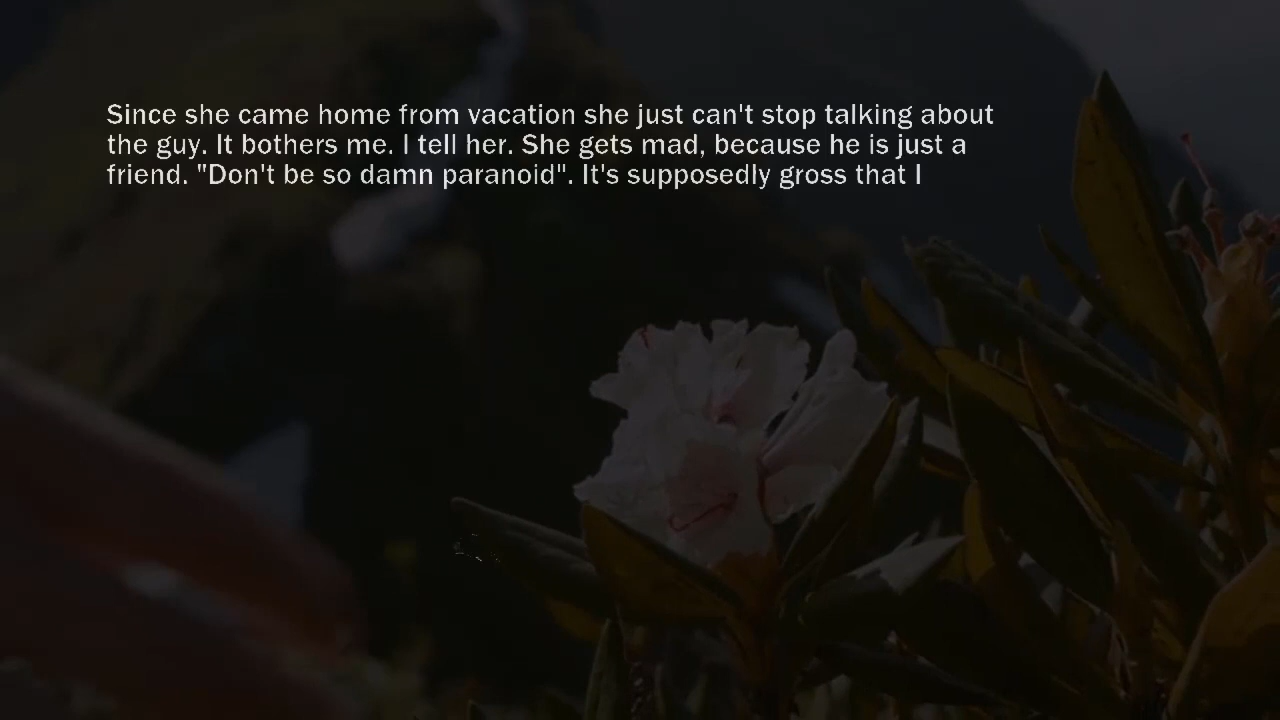 Since she came home from vacation she just can't stop talking about
the guy. It bothers me. I tell her. She gets mad, because he is just a
friend. "Don't be so damn paranoid". It's supposedly gross that I